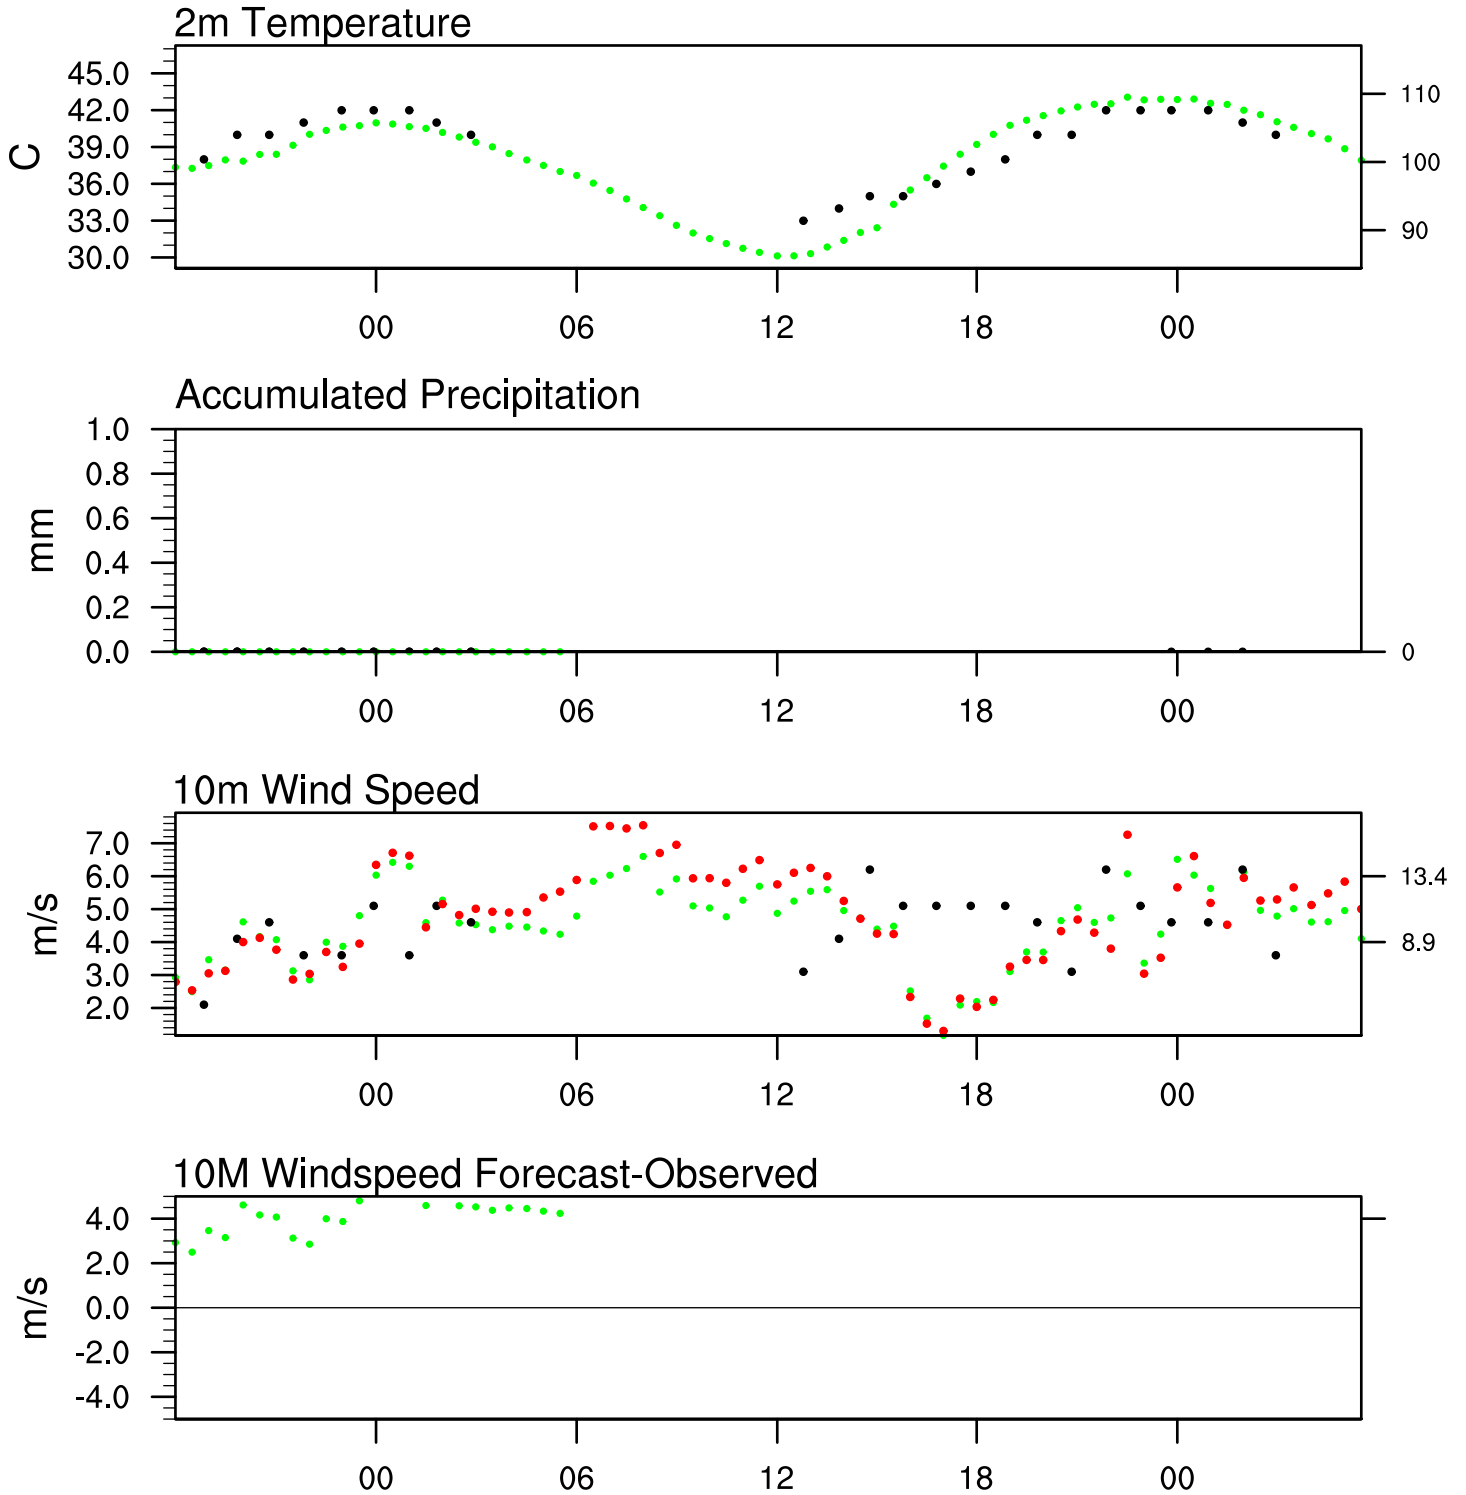 2m Temperature
45.0
42.0
39.0
36.0
33.0
30.0
C
110
100
90
00 06 12 18 00
Accumulated Precipitation
1.0
0.8
0.6
0.4
0.2
0.0
mm
0
00 06 12 18 00
10m Wind Speed
7.0
6.0
5.0
4.0
3.0
2.0
m/s
13.4
8.9
00 06 12 18 00
10M Windspeed Forecast-Observed
4.0
2.0
0.0
-2.0
-4.0
m/s
00 06 12 18 00